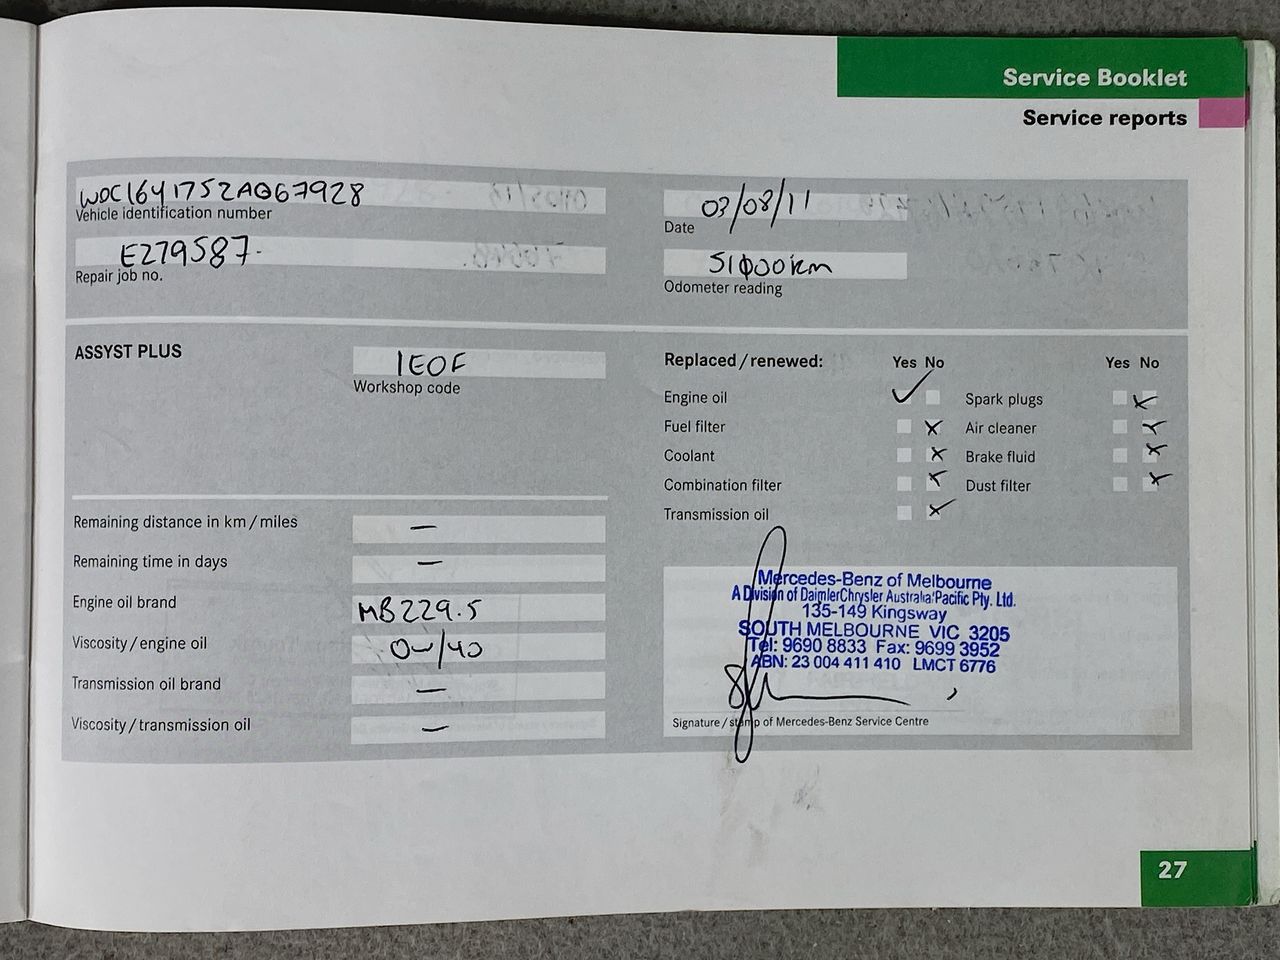 Service Booklet
Service reports
WDC1641752A067928
Vehicle identification number
03/08/11
Date
E279587.
Repair job no.
51000km
Odometer reading
ASSYST PLUS
1EOF
Workshop code
Replaced/renewed:
Yes No
Yes No
Engine oil
Spark plugs
Fuel filter
Air cleaner
Coolant
Brake fluid
Combination filter
Dust filter
Transmission oil
Remaining distance in km/miles —
Remaining time in days —
Engine oil brand MB229.5
Viscosity/engine oil 0w/40
Transmission oil brand —
Viscosity/transmission oil —
Mercedes-Benz of Melbourne
A Division of DaimlerChrysler Australia/Pacific Pty. Ltd.
135-149 Kingsway
SOUTH MELBOURNE VIC 3205
Tel: 9690 8833 Fax: 9699 3952
ABN: 23 004 411 410 LMCT 6776
Signature/stamp of Mercedes-Benz Service Centre
27